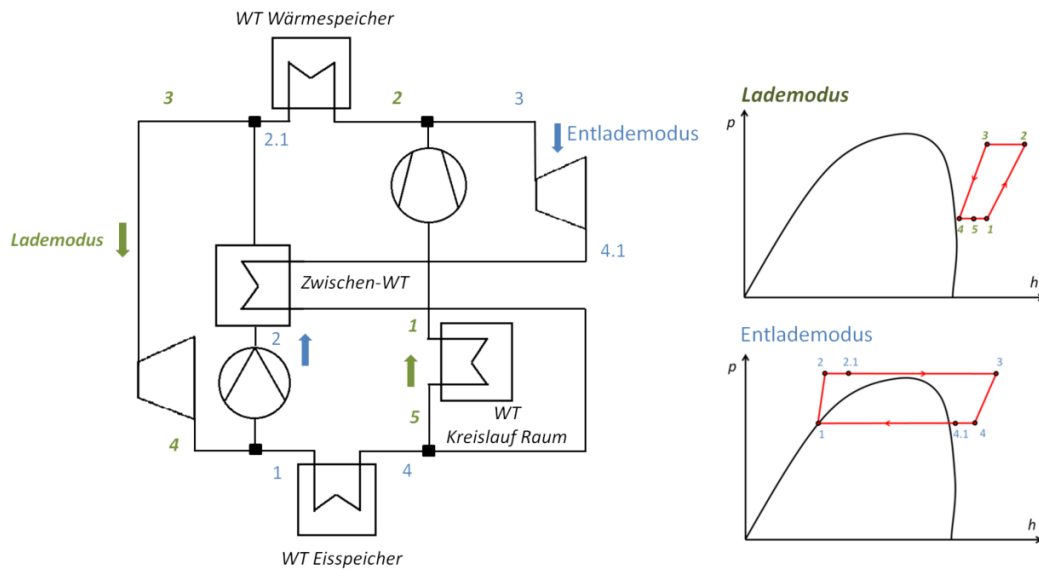 WT Wärmespeicher
3
2
3
2.1
Entlademodus
Lademodus
4.1
Zwischen-WT
2
1
WT
Kreislauf Raum
5
4
1
4
WT Eisspeicher
Lademodus
p
3
2
4
5
1
h
Entlademodus
p
2
2.1
3
1
4.1
4
h